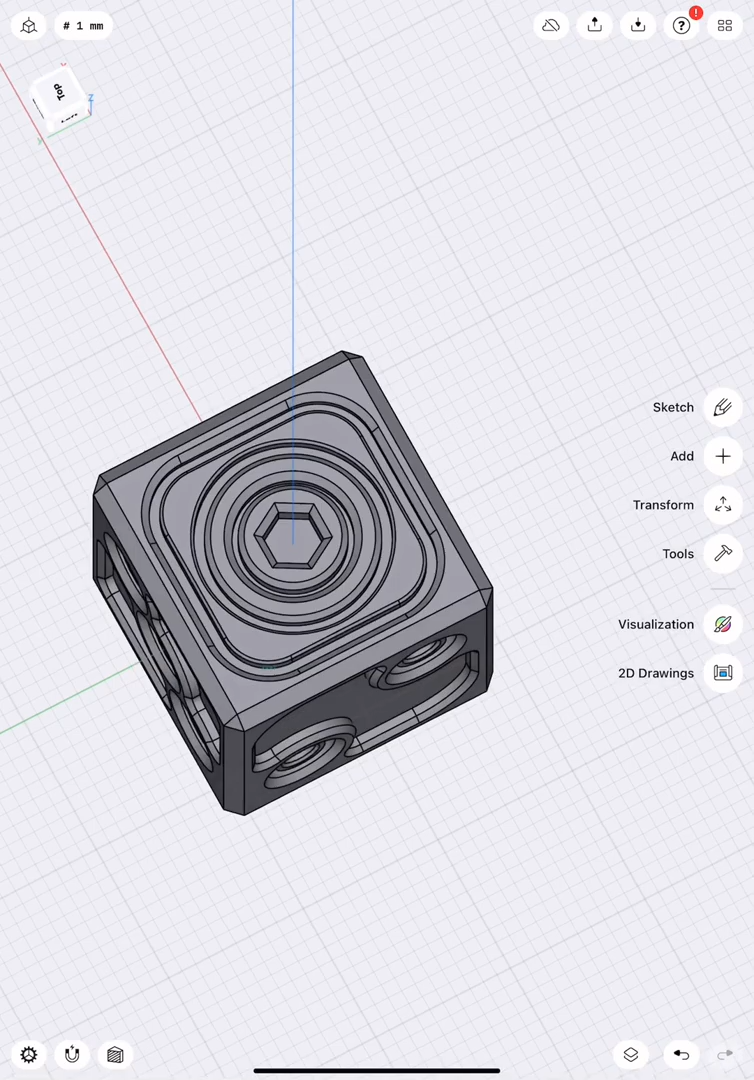 # 1 mm
Top
Z
Y
Sketch
Add
Transform
Tools
Visualization
2D Drawings